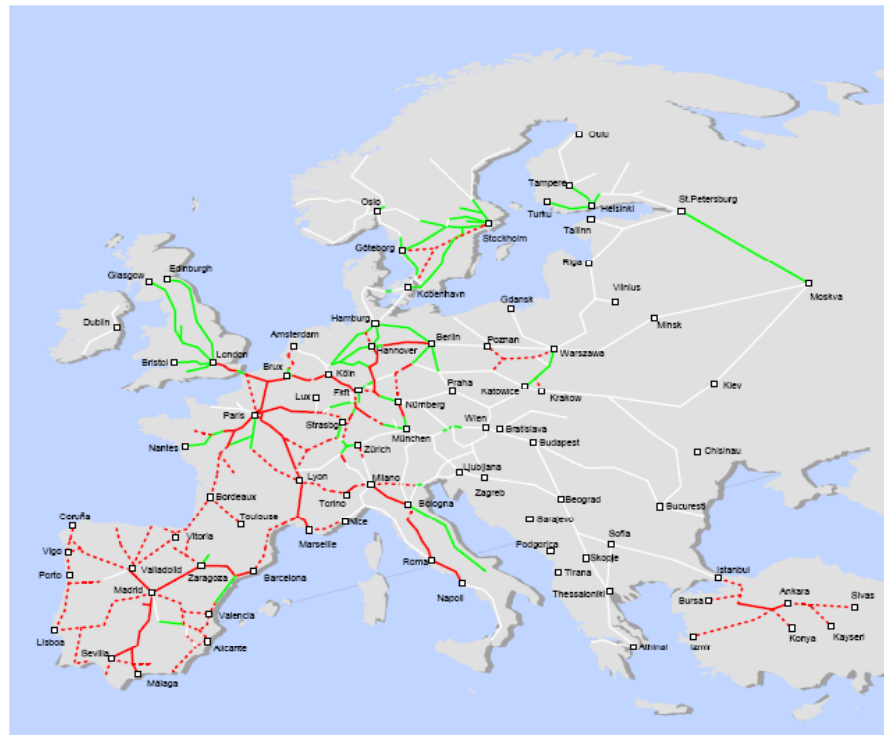 Oulu
Tampere
St.Petersburg
Oslo
Turku
Helsinki
Tallinn
Stockholm
Göteborg
Riga
Edinburgh
Glasgow
Kobenhavn
Vilnius
Moskva
Gdansk
Dublin
Hamburg
Minsk
Amsterdam
Berlin
Poznan
London
Hannover
Warszawa
Bristol
Brux
Köln
Praha
Katowice
Krakow
Kiev
Lux
Fkft
Nürnberg
Paris
Strasbg
Wien
Bratislava
München
Nantes
Zürich
Budapest
Chisinau
Lyon
Milano
Ljubljana
Zagreb
Bordeaux
Torino
Bologna
Beograd
Bucuresti
Coruña
Toulouse
Nice
Sarajevo
Vitoria
Marseille
Sofia
Vigo
Podgorica
Roma
Skopje
Valladolid
Zaragoza
Barcelona
Tirana
Istanbul
Porto
Madrid
Napoli
Thessaloniki
Ankara
Sivas
Bursa
Valencia
Lisboa
Konya
Kayseri
Sevilla
Alicante
Athinai
Izmir
Málaga